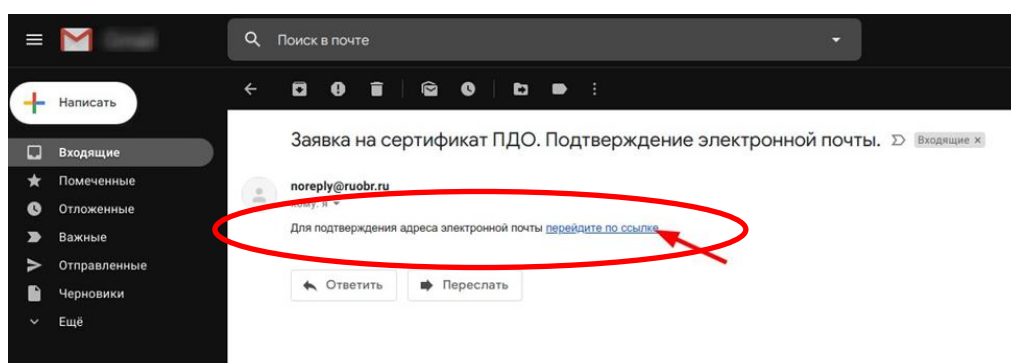 Поиск в почте
Написать
Входящие
Помеченные
Отложенные
Важные
Отправленные
Черновики
Ещё
Заявка на сертификат ПДО. Подтверждение электронной почты. Входящие ×
noreply@ruobr.ru
кому: я
Для подтверждения адреса электронной почты перейдите по ссылке
Ответить Переслать